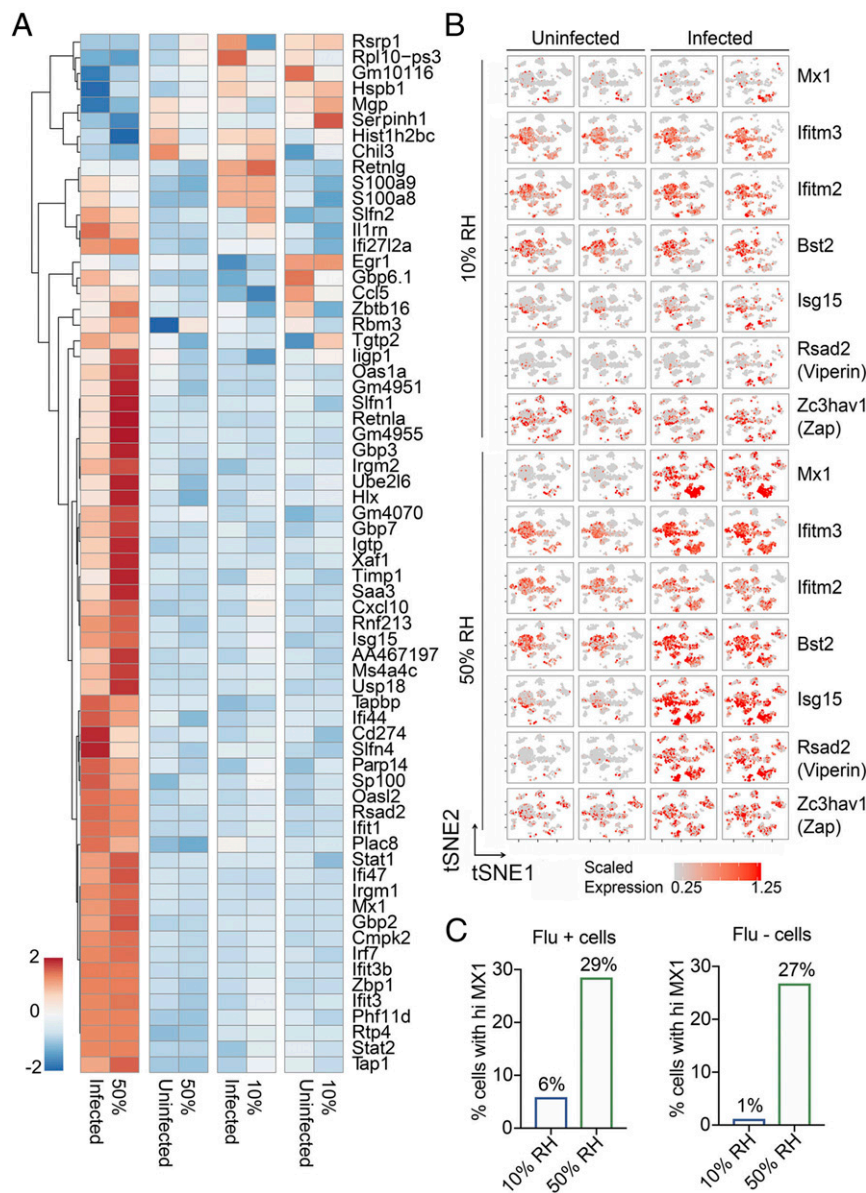 A
Rsrp1
Rpl10-ps3
Gm10116
Hspb1
Mgp
Serpinh1
Hist1h2bc
Chil3
Retnlg
S100a9
S100a8
Slfn2
Il1rn
Ifi27l2a
Egr1
Gbp6.1
Ccl5
Zbtb16
Rbm3
Tgtp2
Iigp1
Oas1a
Gm4951
Slfn1
Retnla
Gm4955
Gbp3
Irgm2
Ube2l6
Hlx
Gm4070
Gbp7
Igtp
Xaf1
Timp1
Saa3
Cxcl10
Rnf213
Isg15
AA467197
Ms4a4c
Usp18
Tapbp
Ifi44
Cd274
Slfn4
Parp14
Sp100
Oasl2
Rsad2
Ifit1
Plac8
Stat1
Ifi47
Irgm1
Mx1
Gbp2
Cmpk2
Irf7
Ifit3b
Zbp1
Ifit3
Phf11d
Rtp4
Stat2
Tap1
2
0
-2
50%
Infected
50%
Uninfected
10%
Infected
10%
Uninfected
B
Uninfected Infected
10% RH
Mx1
Ifitm3
Ifitm2
Bst2
Isg15
Rsad2
(Viperin)
Zc3hav1
(Zap)
50% RH
Mx1
Ifitm3
Ifitm2
Bst2
Isg15
Rsad2
(Viperin)
Zc3hav1
(Zap)
tSNE2
tSNE1
Scaled
Expression
0.25 1.25
C
Flu + cells
% cells with hi MX1
30
20
10
0
6%
29%
10% RH
50% RH
Flu - cells
% cells with hi MX1
30
20
10
0
1%
27%
10% RH
50% RH